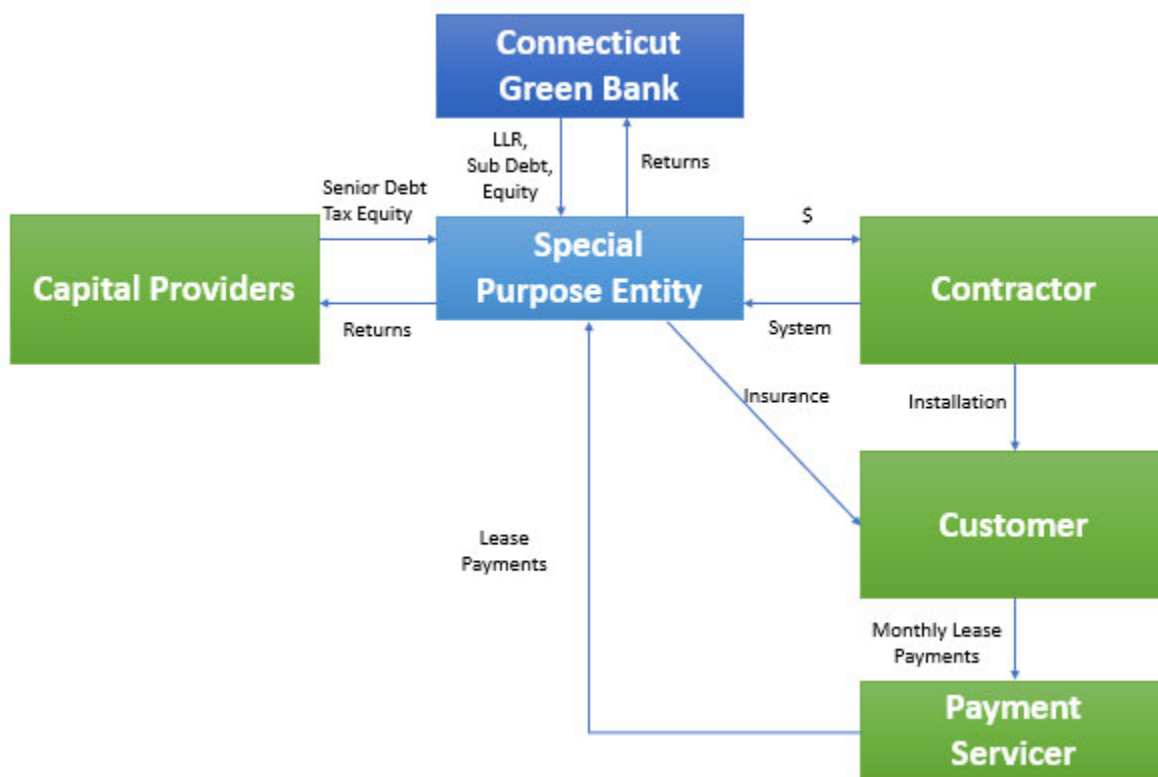 Connecticut
Green Bank
LLR,
Sub Debt,
Equity
Returns
Senior Debt
Tax Equity
$
Capital Providers
Special
Purpose Entity
Contractor
Returns
System
Insurance
Installation
Customer
Lease
Payments
Monthly Lease
Payments
Payment
Servicer